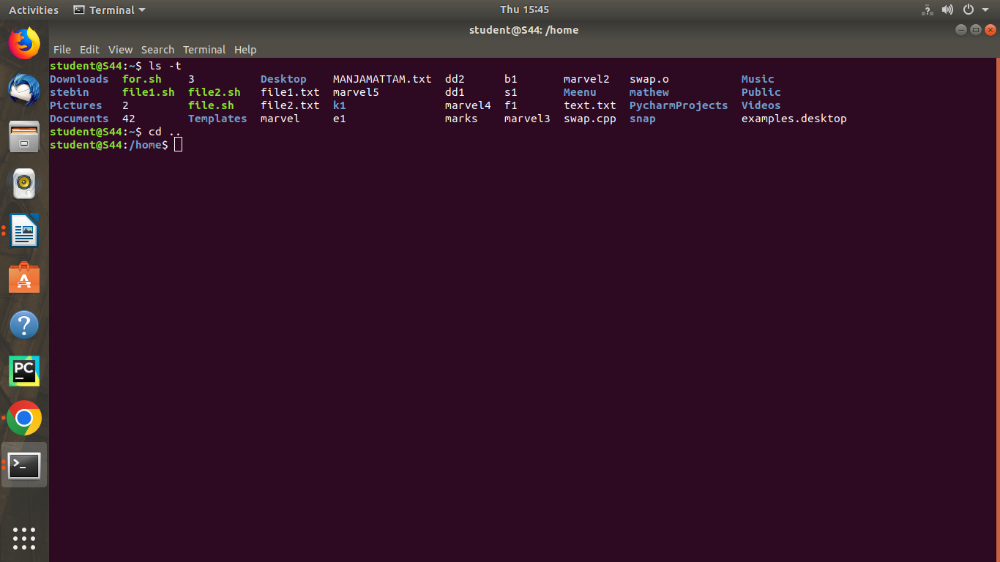 Activities Terminal Thu 15:45
student@S44: /home
File Edit View Search Terminal Help
student@S44:~$ ls -t
Downloads for.sh 3 Desktop MANJAMATTAM.txt dd2 b1 marvel2 swap.o Music
stebin file1.sh file2.sh file1.txt marvel5 dd1 s1 Meenu mathew Public
Pictures 2 file.sh file2.txt k1 marvel4 f1 text.txt PycharmProjects Videos
Documents 42 Templates marvel e1 marks marvel3 swap.cpp snap examples.desktop
student@S44:~$ cd ..
student@S44:/home$
PC